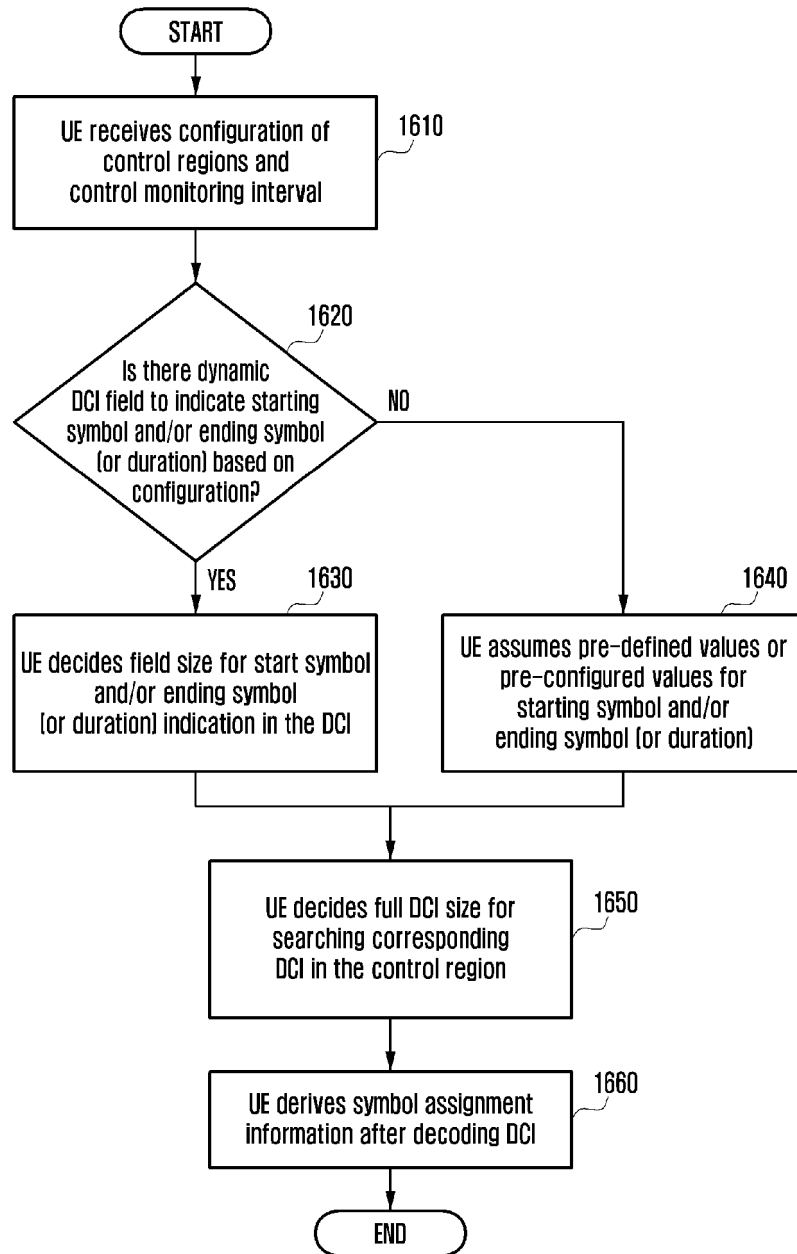 START
UE receives configuration of
control regions and
control monitoring interval
1610
1620
Is there dynamic
DCI field to indicate starting
symbol and/or ending symbol
(or duration) based on
configuration?
NO
YES
1630
UE decides field size for start symbol
and/or ending symbol
(or duration) indication in the DCI
1640
UE assumes pre-defined values or
pre-configured values for
starting symbol and/or
ending symbol (or duration)
UE decides full DCI size for
searching corresponding
DCI in the control region
1650
UE derives symbol assignment
information after decoding DCI
1660
END